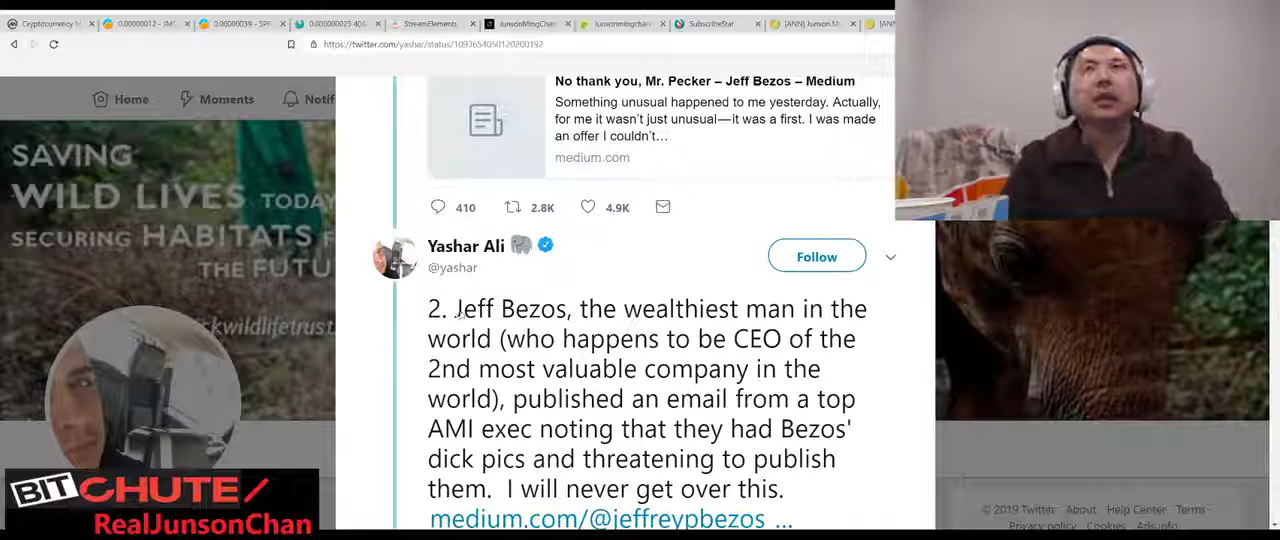 Cryptocurrency M
0.00000012 - JM
0.00000039 - SP
0.000000025 404
StreamElements
JunsonMingChan
Junsonmingchan
SubscribeStar
[ANN] Junson M
[ANN]
https://twitter.com/yashar/status/1093654050120200192
Home
Moments
Notif
SAVING
WILD LIVES TODAY
SECURING HABITATS F
THE FUTU
ckwildlifetrust.
No thank you, Mr. Pecker – Jeff Bezos – Medium
Something unusual happened to me yesterday. Actually,
for me it wasn't just unusual—it was a first. I was made
an offer I couldn't…
medium.com
410
2.8K
4.9K
Yashar Ali
@yashar
Follow
2. Jeff Bezos, the wealthiest man in the
world (who happens to be CEO of the
2nd most valuable company in the
world), published an email from a top
AMI exec noting that they had Bezos'
dick pics and threatening to publish
them. I will never get over this.
medium.com/@jeffreypbezos ...
BITCHUTE/
RealJunsonChan
© 2019 Twitter About Help Center Terms
Privacy policy Cookies Ads info